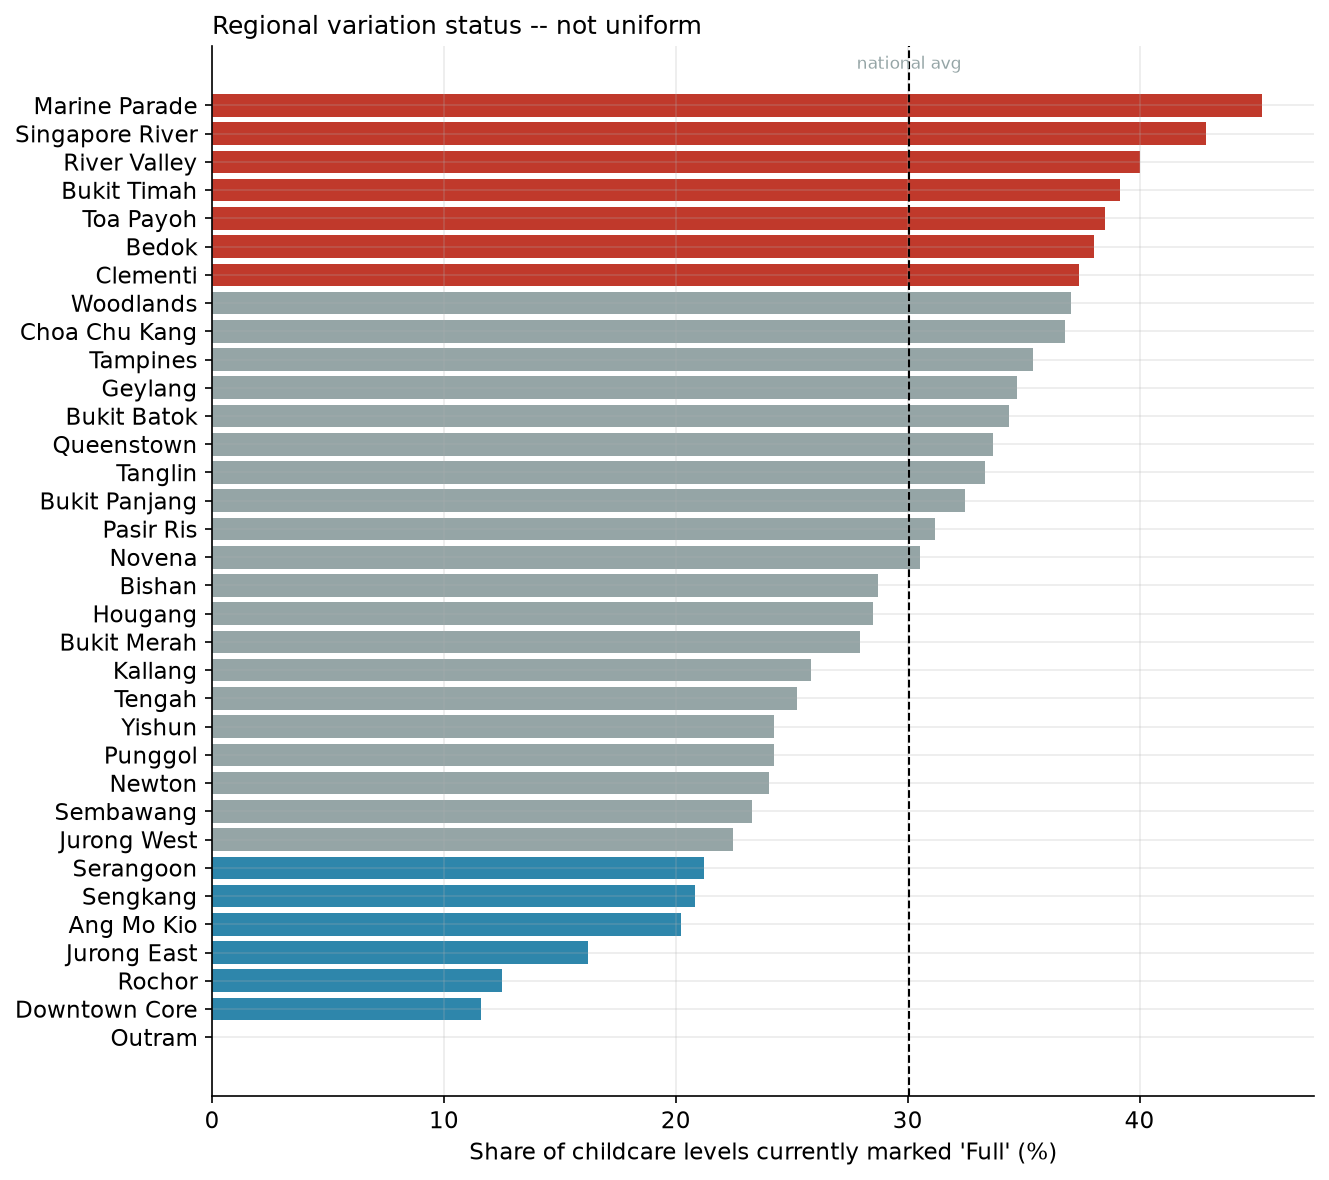 Regional variation status -- not uniform
national avg
Marine Parade
Singapore River
River Valley
Bukit Timah
Toa Payoh
Bedok
Clementi
Woodlands
Choa Chu Kang
Tampines
Geylang
Bukit Batok
Queenstown
Tanglin
Bukit Panjang
Pasir Ris
Novena
Bishan
Hougang
Bukit Merah
Kallang
Tengah
Yishun
Punggol
Newton
Sembawang
Jurong West
Serangoon
Sengkang
Ang Mo Kio
Jurong East
Rochor
Downtown Core
Outram
0 10 20 30 40
Share of childcare levels currently marked 'Full' (%)